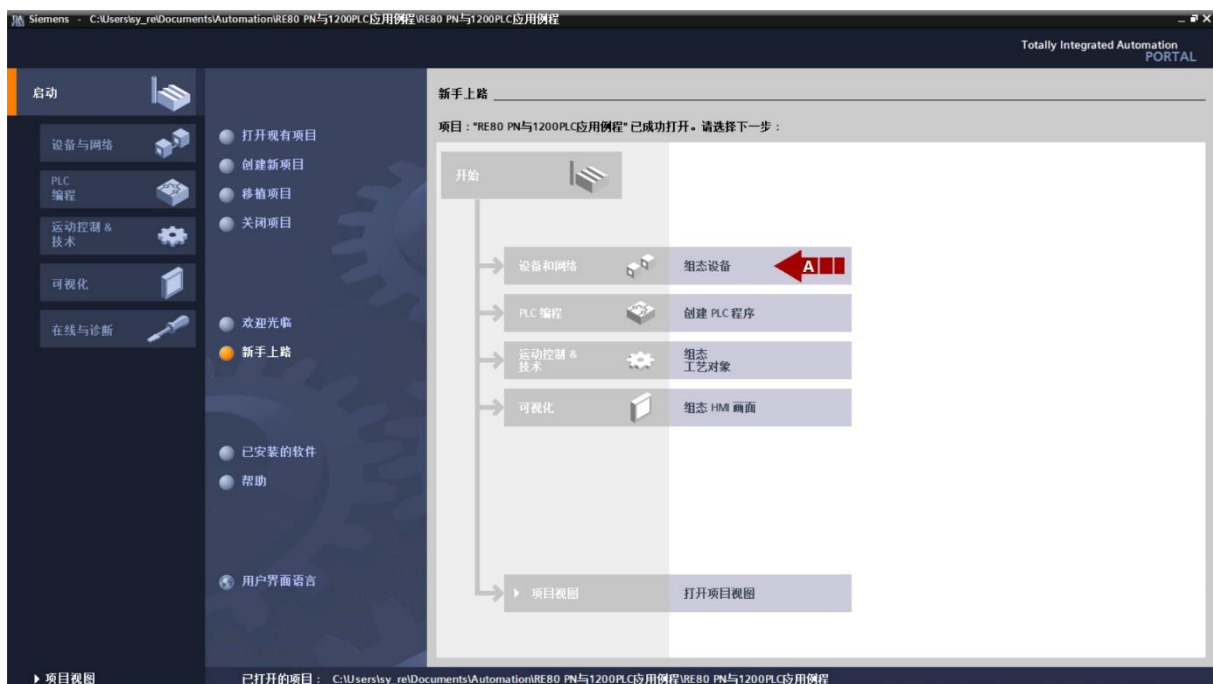 Siemens - C:\Users\sy_re\Documents\Automation\RE80 PN与1200PLC应用例程\RE80 PN与1200PLC应用例程
Totally Integrated Automation
PORTAL
启动
设备与网络
PLC
编程
运动控制 &
技术
可视化
在线与诊断
打开现有项目
创建新项目
移植项目
关闭项目
欢迎光临
新手上路
已安装的软件
帮助
用户界面语言
新手上路
项目："RE80 PN与1200PLC应用例程" 已成功打开。请选择下一步：
开始
设备和网络
组态设备
A
PLC 编程
创建 PLC 程序
运动控制 &
技术
组态
工艺对象
可视化
组态 HMI 画面
项目视图
打开项目视图
项目视图
已打开的项目： C:\Users\sy_re\Documents\Automation\RE80 PN与1200PLC应用例程\RE80 PN与1200PLC应用例程